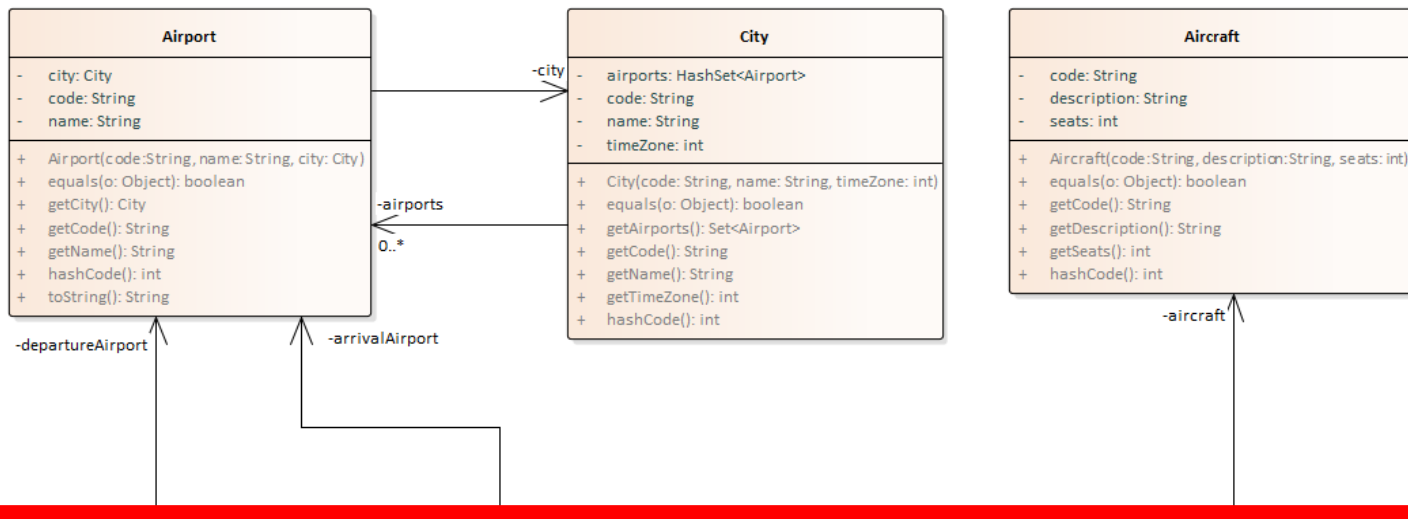 Airport
- city: City
- code: String
- name: String
+ Airport(code:String, name: String, city: City)
+ equals(o: Object): boolean
+ getCity(): City
+ getCode(): String
+ getName(): String
+ hashCode(): int
+ toString(): String
-city
-airports
0..*
City
- airports: HashSet<Airport>
- code: String
- name: String
- timeZone: int
+ City(code: String, name: String, timeZone: int)
+ equals(o: Object): boolean
+ getAirports(): Set<Airport>
+ getCode(): String
+ getName(): String
+ getTimeZone(): int
+ hashCode(): int
Aircraft
- code: String
- description: String
- seats: int
+ Aircraft(code:String, description:String, seats: int)
+ equals(o: Object): boolean
+ getCode(): String
+ getDescription(): String
+ getSeats(): int
+ hashCode(): int
-departureAirport
-arrivalAirport
-aircraft